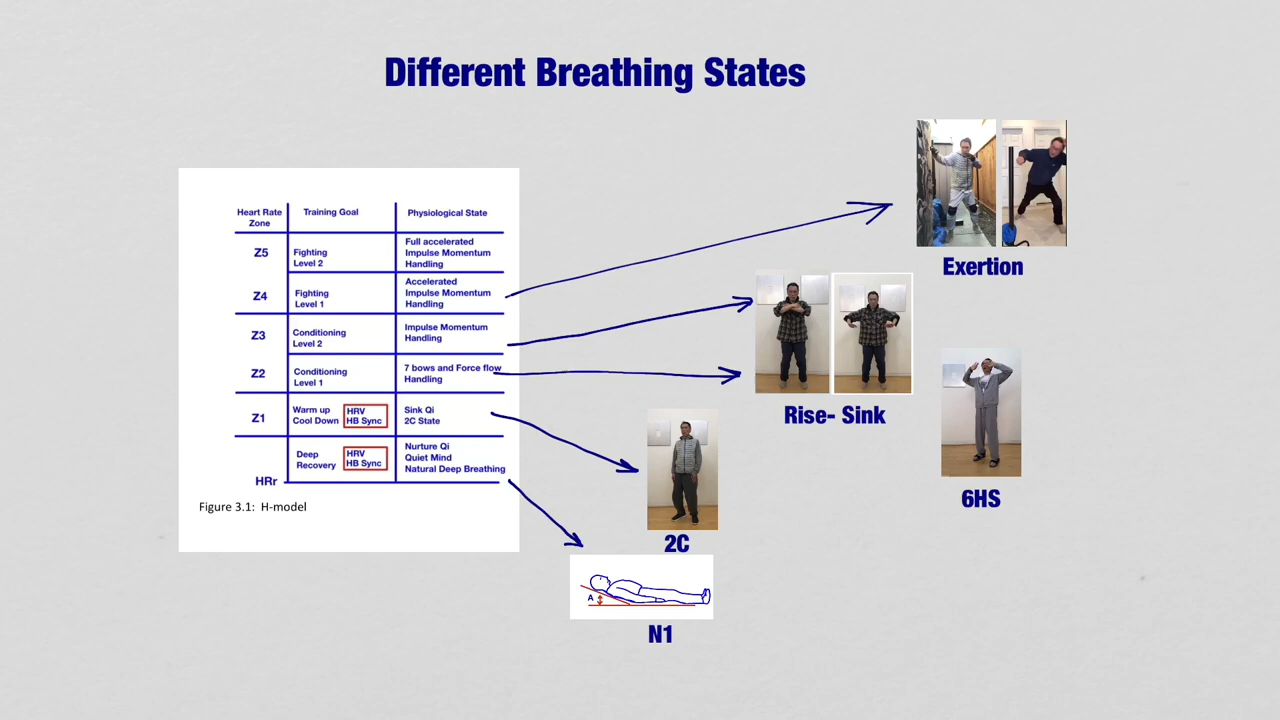 Different Breathing States
Heart Rate
Zone
Training Goal
Physiological State
Z5
Fighting
Level 2
Full accelerated
Impulse Momentum
Handling
Z4
Fighting
Level 1
Accelerated
Impulse Momentum
Handling
Z3
Conditioning
Level 2
Impulse Momentum
Handling
Z2
Conditioning
Level 1
7 bows and Force flow
Handling
Z1
Warm up
Cool Down
HRV
HB Sync
Sink Qi
2C State
HRr
Deep
Recovery
HRV
HB Sync
Nurture Qi
Quiet Mind
Natural Deep Breathing
Figure 3.1: H-model
Exertion
Rise- Sink
6HS
2C
A
N1